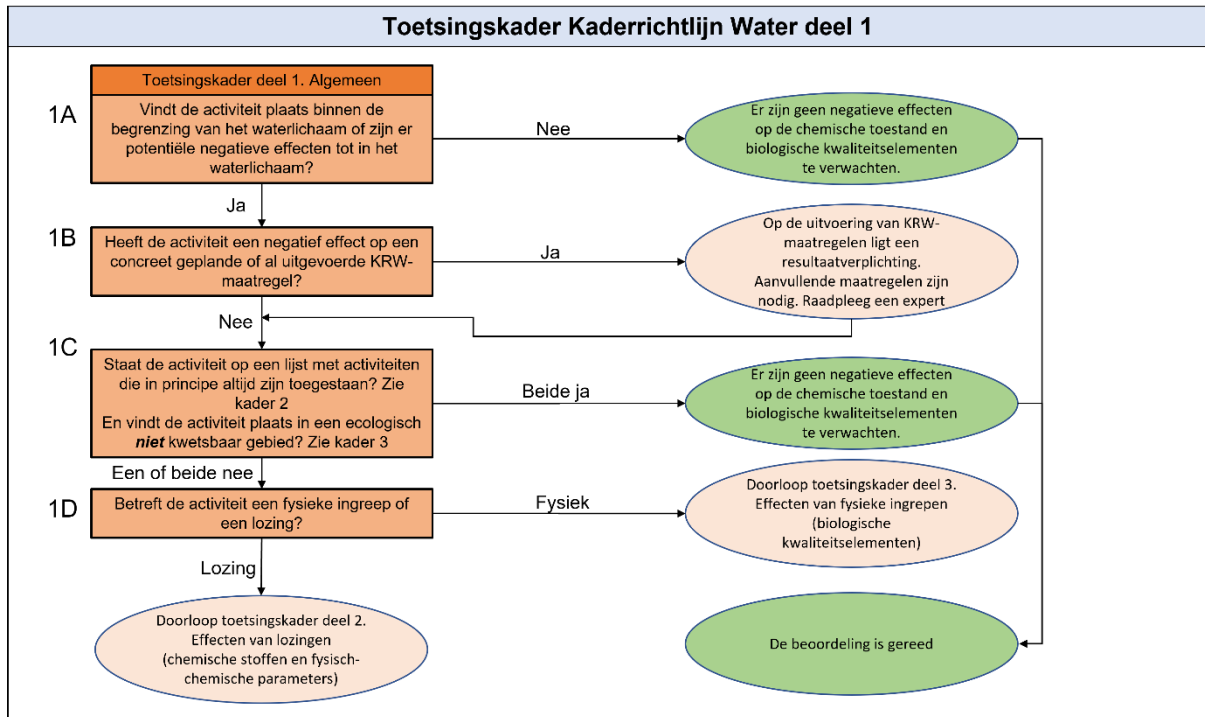 Toetsingskader Kaderrichtlijn Water deel 1
Toetsingskader deel 1. Algemeen
1A
Vindt de activiteit plaats binnen de
begrenzing van het waterlichaam of zijn er
potentiële negatieve effecten tot in het
waterlichaam?
Nee
Er zijn geen negatieve effecten
op de chemische toestand en
biologische kwaliteitselementen
te verwachten.
Ja
1B
Heeft de activiteit een negatief effect op een
concreet geplande of al uitgevoerde KRW-
maatregel?
Ja
Op de uitvoering van KRW-
maatregelen ligt een
resultaatverplichting.
Aanvullende maatregelen zijn
nodig. Raadpleeg een expert
Nee
1C
Staat de activiteit op een lijst met activiteiten
die in principe altijd zijn toegestaan? Zie
kader 2
En vindt de activiteit plaats in een ecologisch
niet kwetsbaar gebied? Zie kader 3
Beide ja
Er zijn geen negatieve effecten
op de chemische toestand en
biologische kwaliteitselementen
te verwachten.
Een of beide nee
1D
Betreft de activiteit een fysieke ingreep of
een lozing?
Fysiek
Doorloop toetsingskader deel 3.
Effecten van fysieke ingrepen
(biologische
kwaliteitselementen)
Lozing
Doorloop toetsingskader deel 2.
Effecten van lozingen
(chemische stoffen en fysisch-
chemische parameters)
De beoordeling is gereed